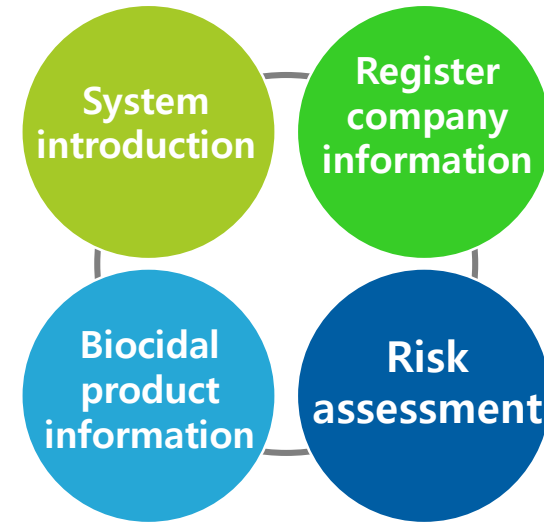 System
introduction
Register
company
information
Biocidal
product
information
Risk
assessment